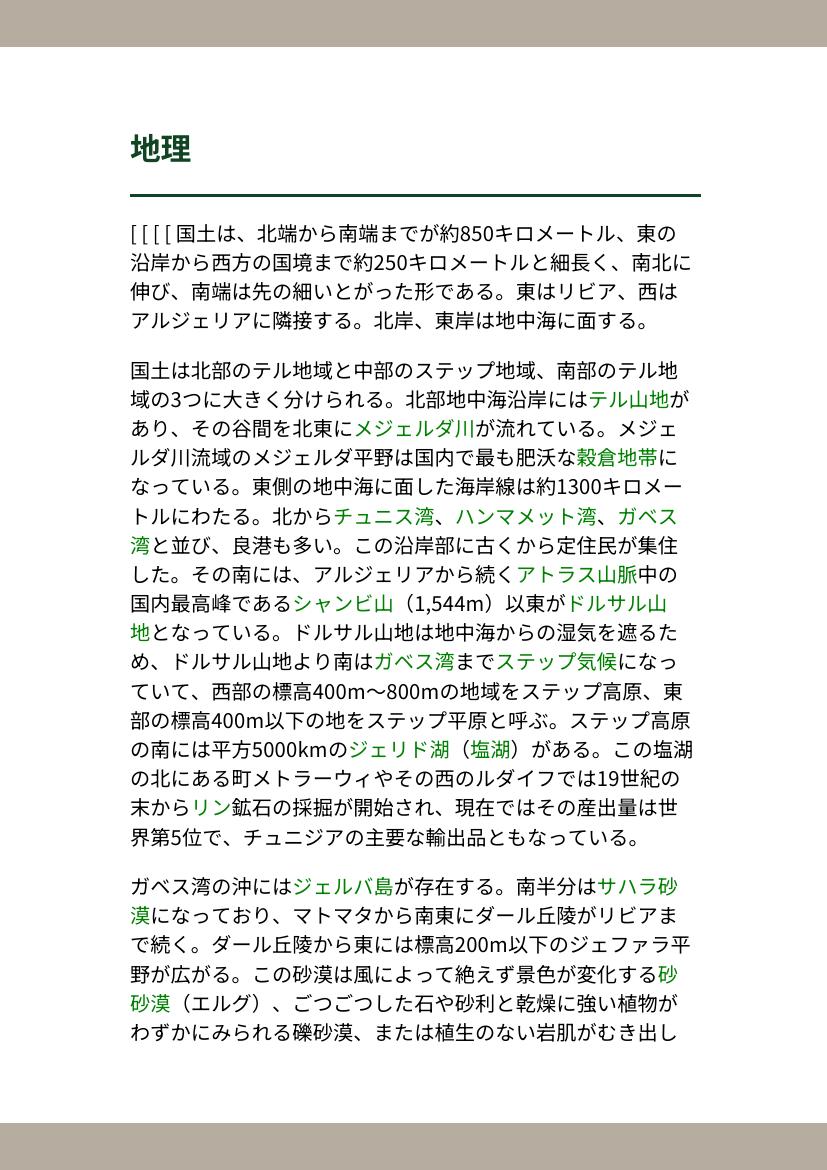 地理
[ [ [ [ 国土は、北端から南端までが約850キロメートル、東の
沿岸から西方の国境まで約250キロメートルと細長く、南北に
伸び、南端は先の細いとがった形である。東はリビア、西は
アルジェリアに隣接する。北岸、東岸は地中海に面する。
国土は北部のテル地域と中部のステップ地域、南部のテル地
域の3つに大きく分けられる。北部地中海沿岸にはテル山地が
あり、その谷間を北東にメジェルダ川が流れている。メジェ
ルダ川流域のメジェルダ平野は国内で最も肥沃な穀倉地帯に
なっている。東側の地中海に面した海岸線は約1300キロメー
トルにわたる。北からチュニス湾、ハンマメット湾、ガベス
湾と並び、良港も多い。この沿岸部に古くから定住民が集住
した。その南には、アルジェリアから続くアトラス山脈中の
国内最高峰であるシャンビ山（1,544m）以東がドルサル山
地となっている。ドルサル山地は地中海からの湿気を遮るた
め、ドルサル山地より南はガベス湾までステップ気候になっ
ていて、西部の標高400m〜800mの地域をステップ高原、東
部の標高400m以下の地をステップ平原と呼ぶ。ステップ高原
の南には平方5000kmのジェリド湖（塩湖）がある。この塩湖
の北にある町メトラーウィやその西のルダイフでは19世紀の
末からリン鉱石の採掘が開始され、現在ではその産出量は世
界第5位で、チュニジアの主要な輸出品ともなっている。
ガベス湾の沖にはジェルバ島が存在する。南半分はサハラ砂
漠になっており、マトマタから南東にダール丘陵がリビアま
で続く。ダール丘陵から東には標高200m以下のジェファラ平
野が広がる。この砂漠は風によって絶えず景色が変化する砂
砂漠（エルグ）、ごつごつした石や砂利と乾燥に強い植物が
わずかにみられる礫砂漠、または植生のない岩肌がむき出し